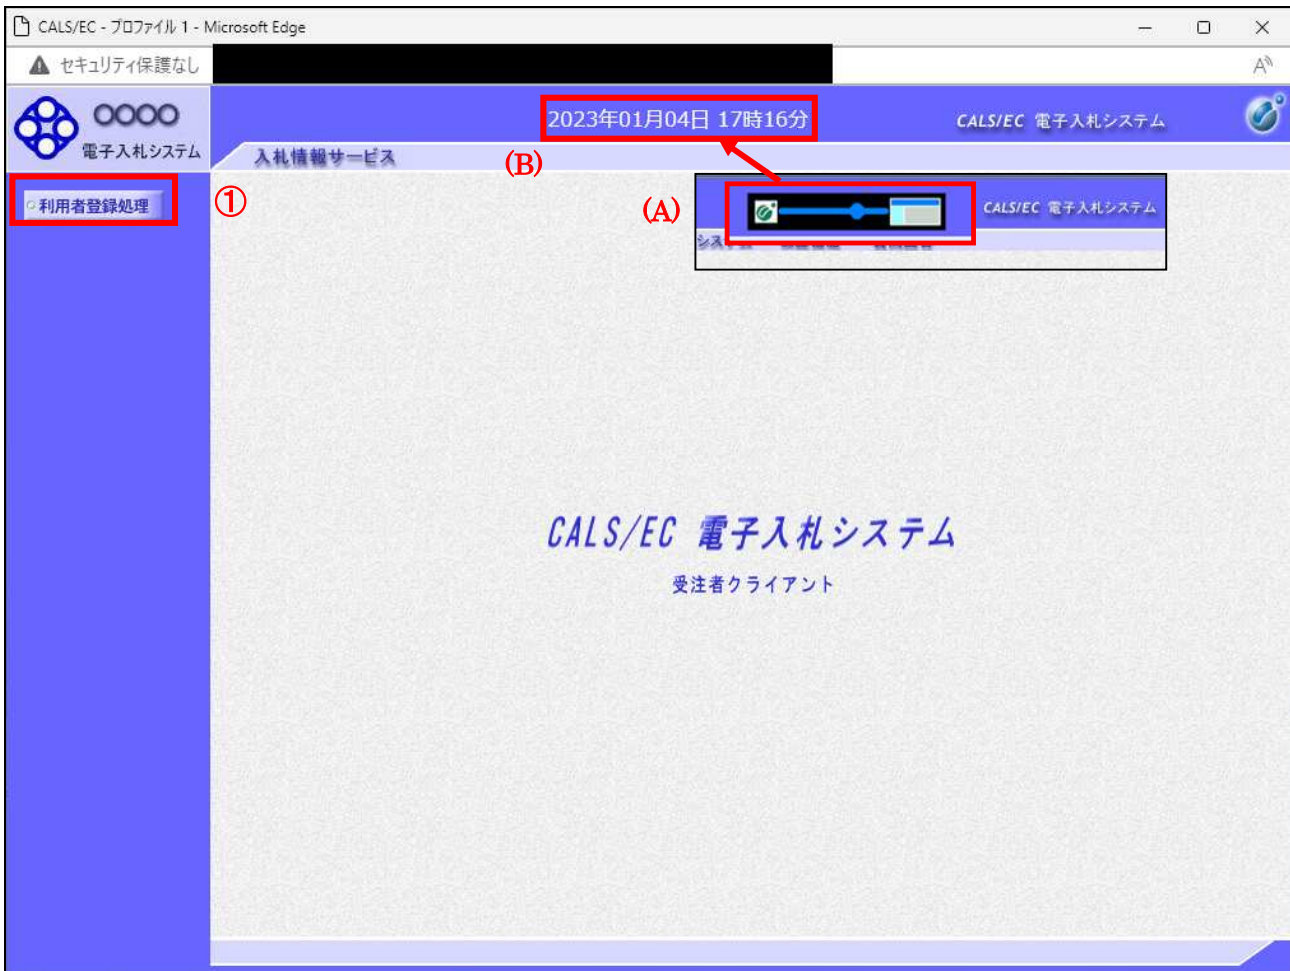 CALS/EC - プロファイル 1 - Microsoft Edge
セキュリティ保護なし
A
○○○○
電子入札システム
2023年01月04日 17時16分
CALS/EC 電子入札システム
入札情報サービス
(B)
利用者登録処理
①
(A)
CALS/EC 電子入札システム
CALS/EC 電子入札システム
受注者クライアント